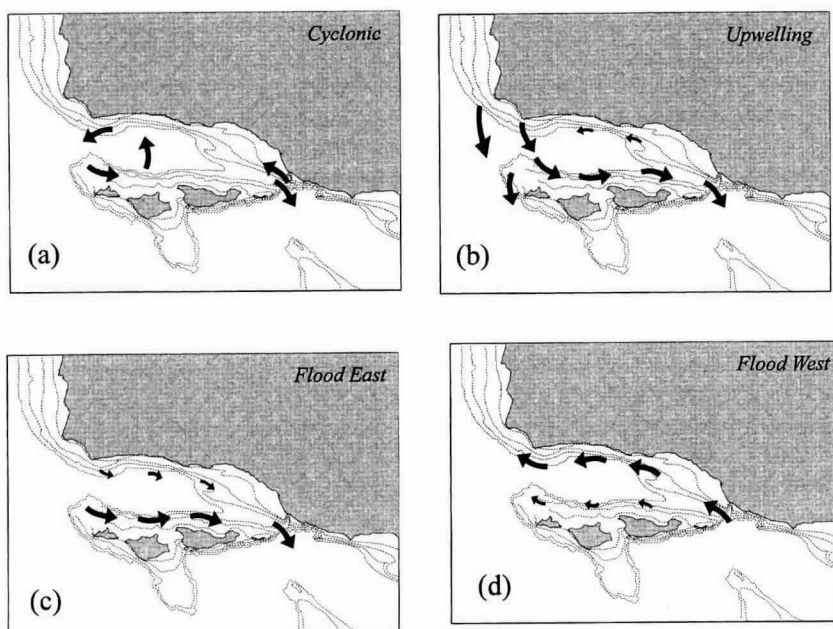 Cyclonic
(a)
Upwelling
(b)
Flood East
(c)
Flood West
(d)